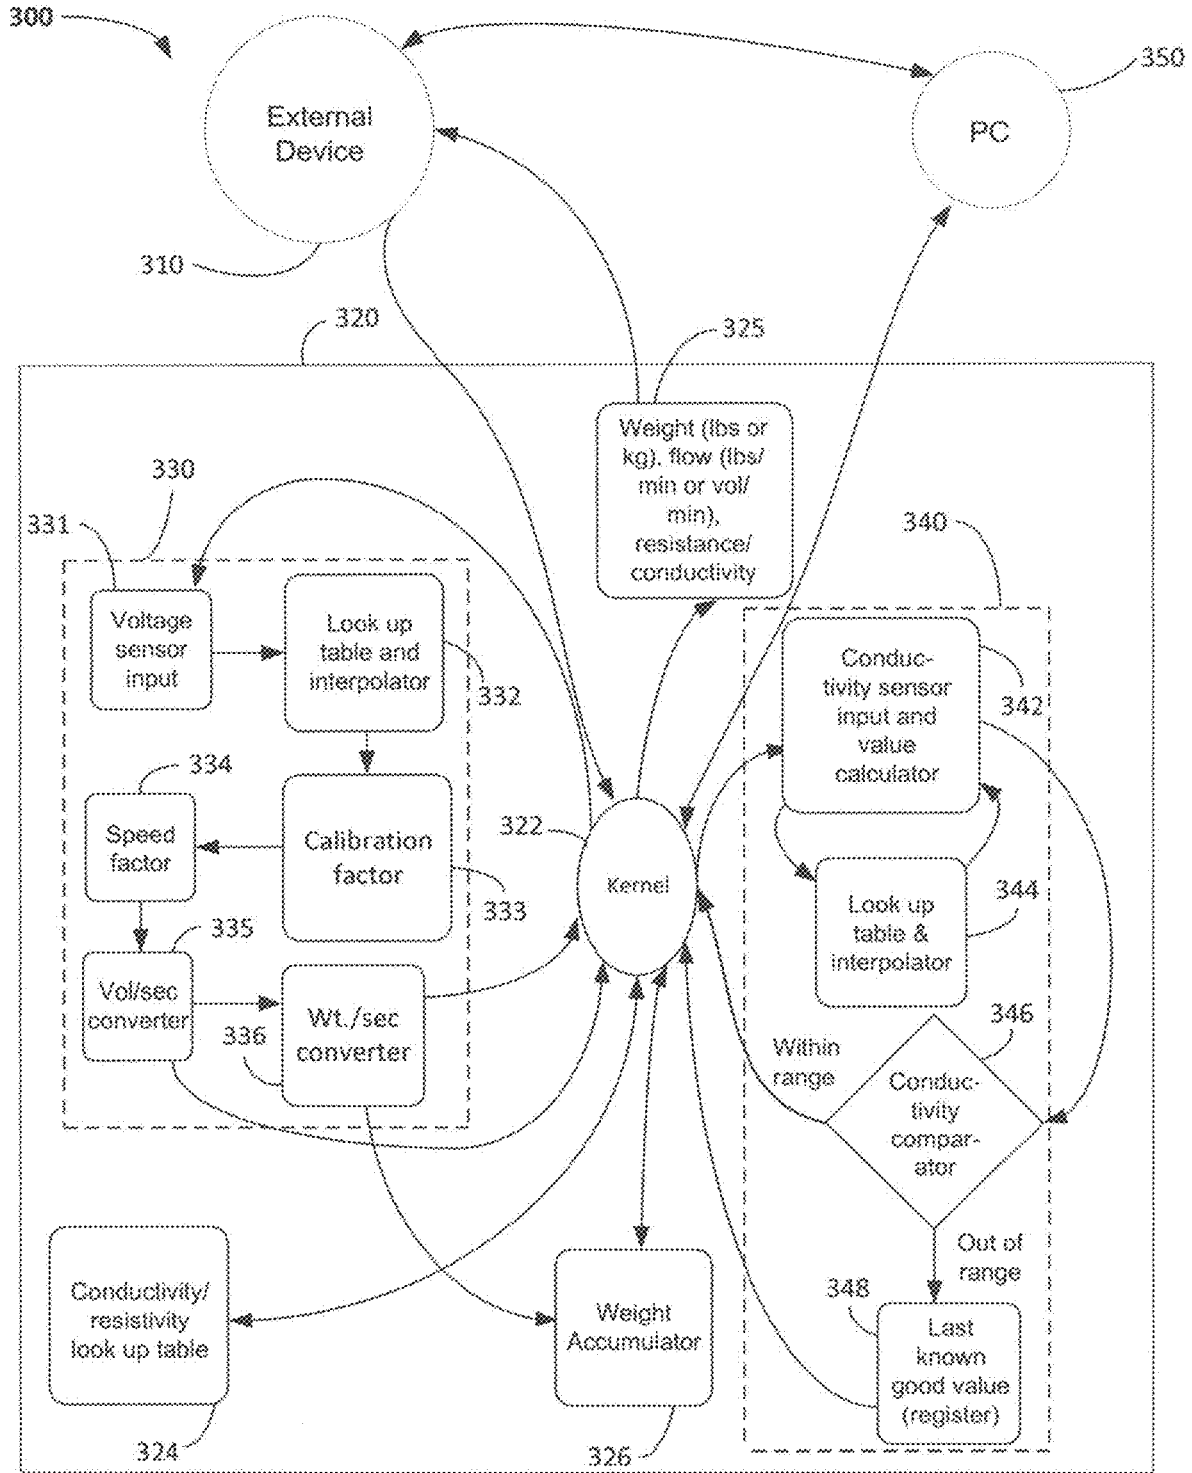 300
External
Device
PC
350
310
320
325
Weight (lbs or
kg), flow (lbs/
min or vol/
min),
resistance/
conductivity
330
331
340
Voltage
sensor
input
Look up
table and
interpolator
332
Conduc-
tivity sensor
input and
value
calculator
342
334
Speed
factor
Calibration
factor
333
322
Kernel
Look up
table &
interpolator
344
335
Vol/sec
converter
336
Wt./sec
converter
346
Within
range
Conduc-
tivity
compar-
ator
Out of
range
Conductivity/
resistivity
look up table
324
Weight
Accumulator
326
348
Last
known
good value
(register)